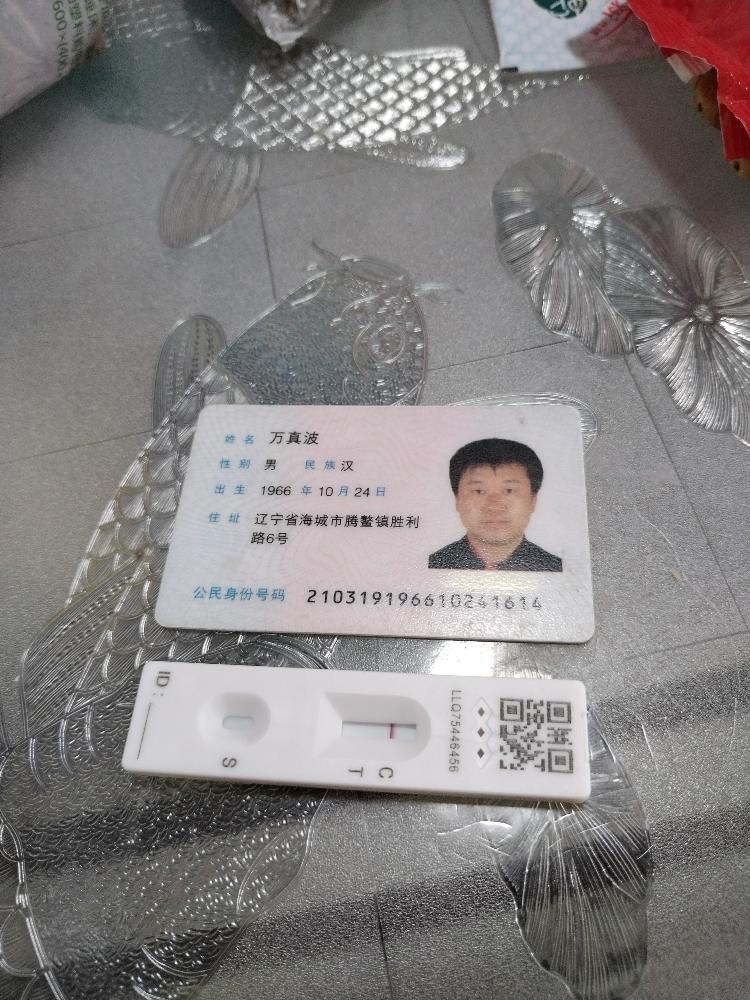 600~1(
姓名 万真波
性别 男 民族 汉
出生 1966 年 10 月 24 日
住址 辽宁省海城市腾鳌镇胜利
路6号
公民身份号码 210319196610241614
ID:
S
C
T
LLQ75446456